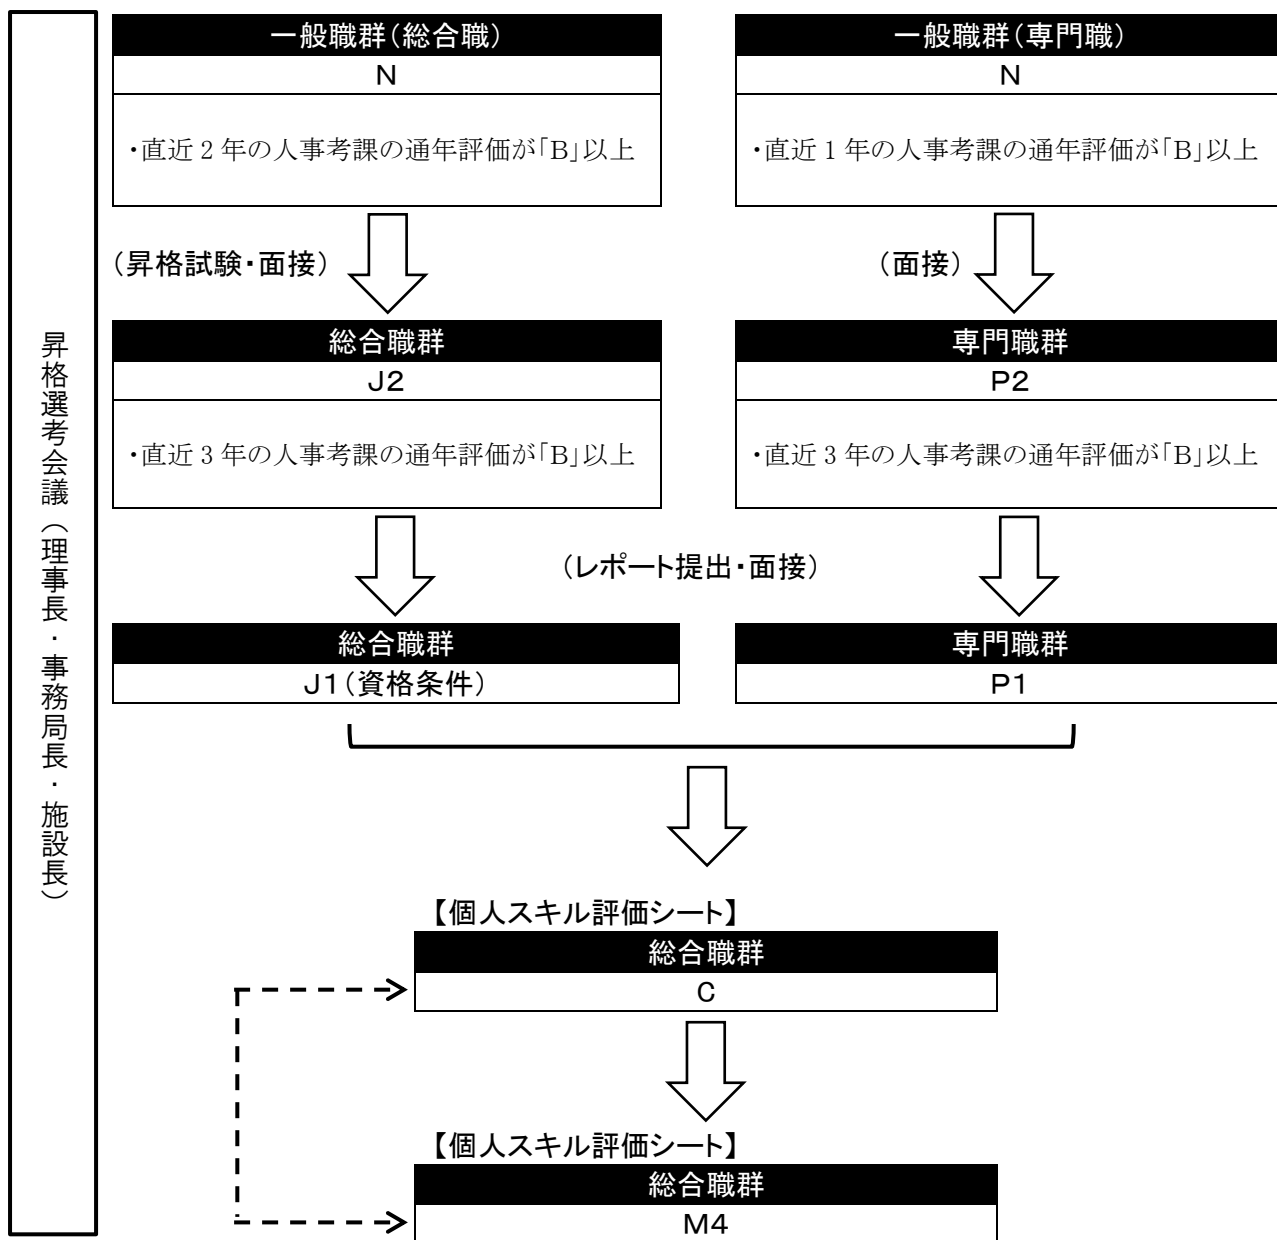 昇格選考会議（理事長・事務局長・施設長）
一般職群（総合職）
N
・直近２年の人事考課の通年評価が「B」以上
一般職群（専門職）
N
・直近１年の人事考課の通年評価が「B」以上
（昇格試験・面接）
（面接）
総合職群
J2
・直近３年の人事考課の通年評価が「B」以上
専門職群
P2
・直近３年の人事考課の通年評価が「B」以上
（レポート提出・面接）
総合職群
J1（資格条件）
専門職群
P1
【個人スキル評価シート】
総合職群
C
【個人スキル評価シート】
総合職群
M4